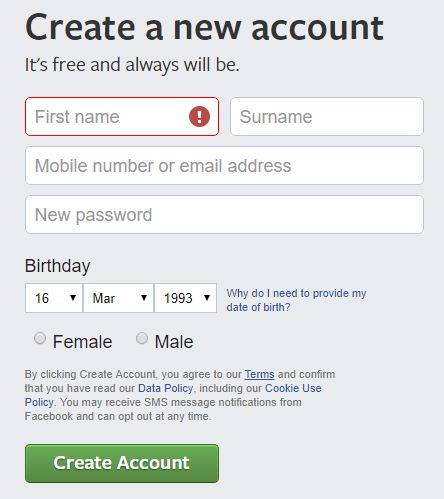 Create a new account
It's free and always will be.
First name Surname
Mobile number or email address
New password
Birthday
16 Mar 1993 Why do I need to provide my
date of birth?
Female Male
By clicking Create Account, you agree to our Terms and confirm
that you have read our Data Policy, including our Cookie Use
Policy. You may receive SMS message notifications from
Facebook and can opt out at any time.
Create Account